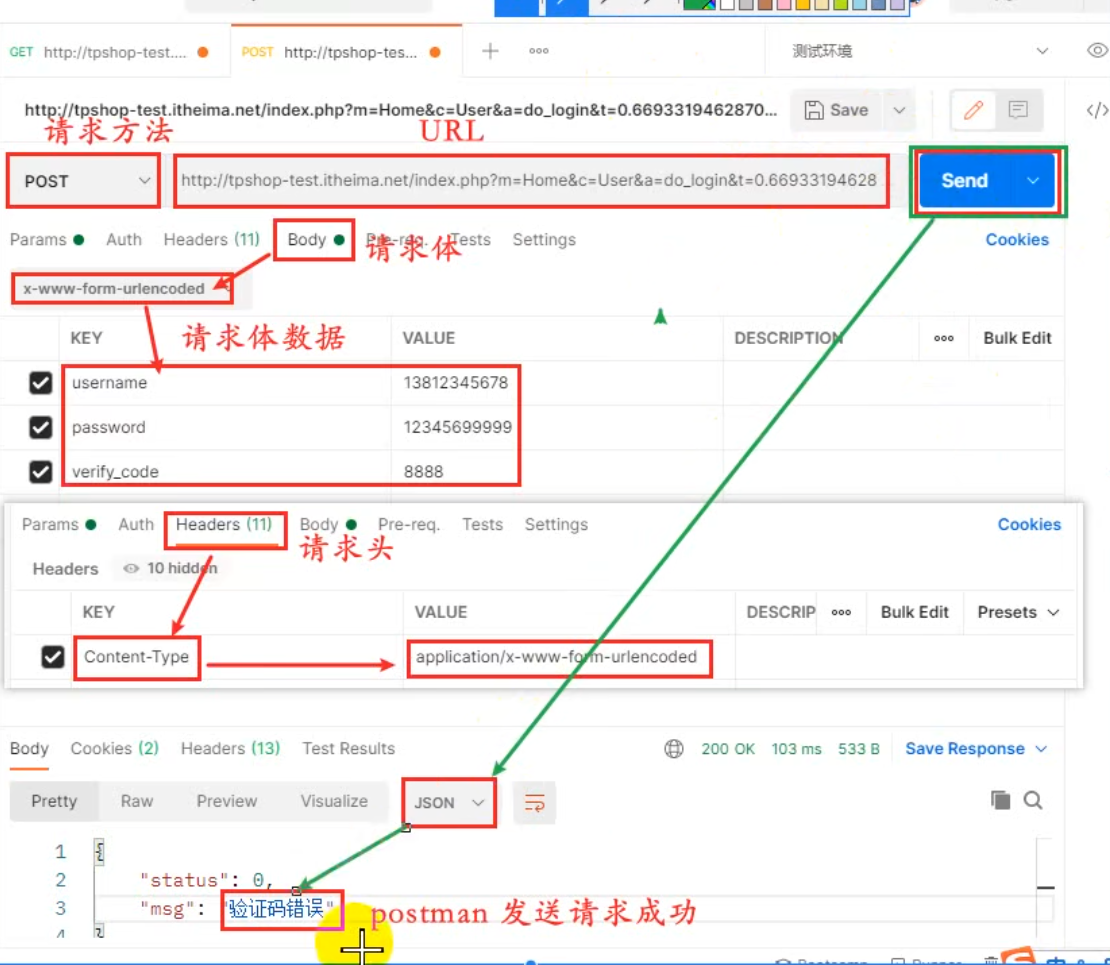 GET http://tpshop-test....
POST http://tpshop-tes...
测试环境
http://tpshop-test.itheima.net/index.php?m=Home&c=User&a=do_login&t=0.6693319462870...
Save
请求方法
URL
POST
http://tpshop-test.itheima.net/index.php?m=Home&c=User&a=do_login&t=0.66933194628
Send
Params Auth Headers (11) Body Pre-req. Tests Settings Cookies
请求体
x-www-form-urlencoded
请求体数据
KEY VALUE DESCRIPTION Bulk Edit
username 13812345678
password 12345699999
verify_code 8888
Params Auth Headers (11) Body Pre-req. Tests Settings Cookies
请求头
Headers 10 hidden
KEY VALUE DESCRIP Bulk Edit Presets
Content-Type application/x-www-form-urlencoded
Body Cookies (2) Headers (13) Test Results 200 OK 103 ms 533 B Save Response
Pretty Raw Preview Visualize JSON
1 {
2 "status": 0,
3 "msg": "验证码错误"
postman 发送请求成功
4 }